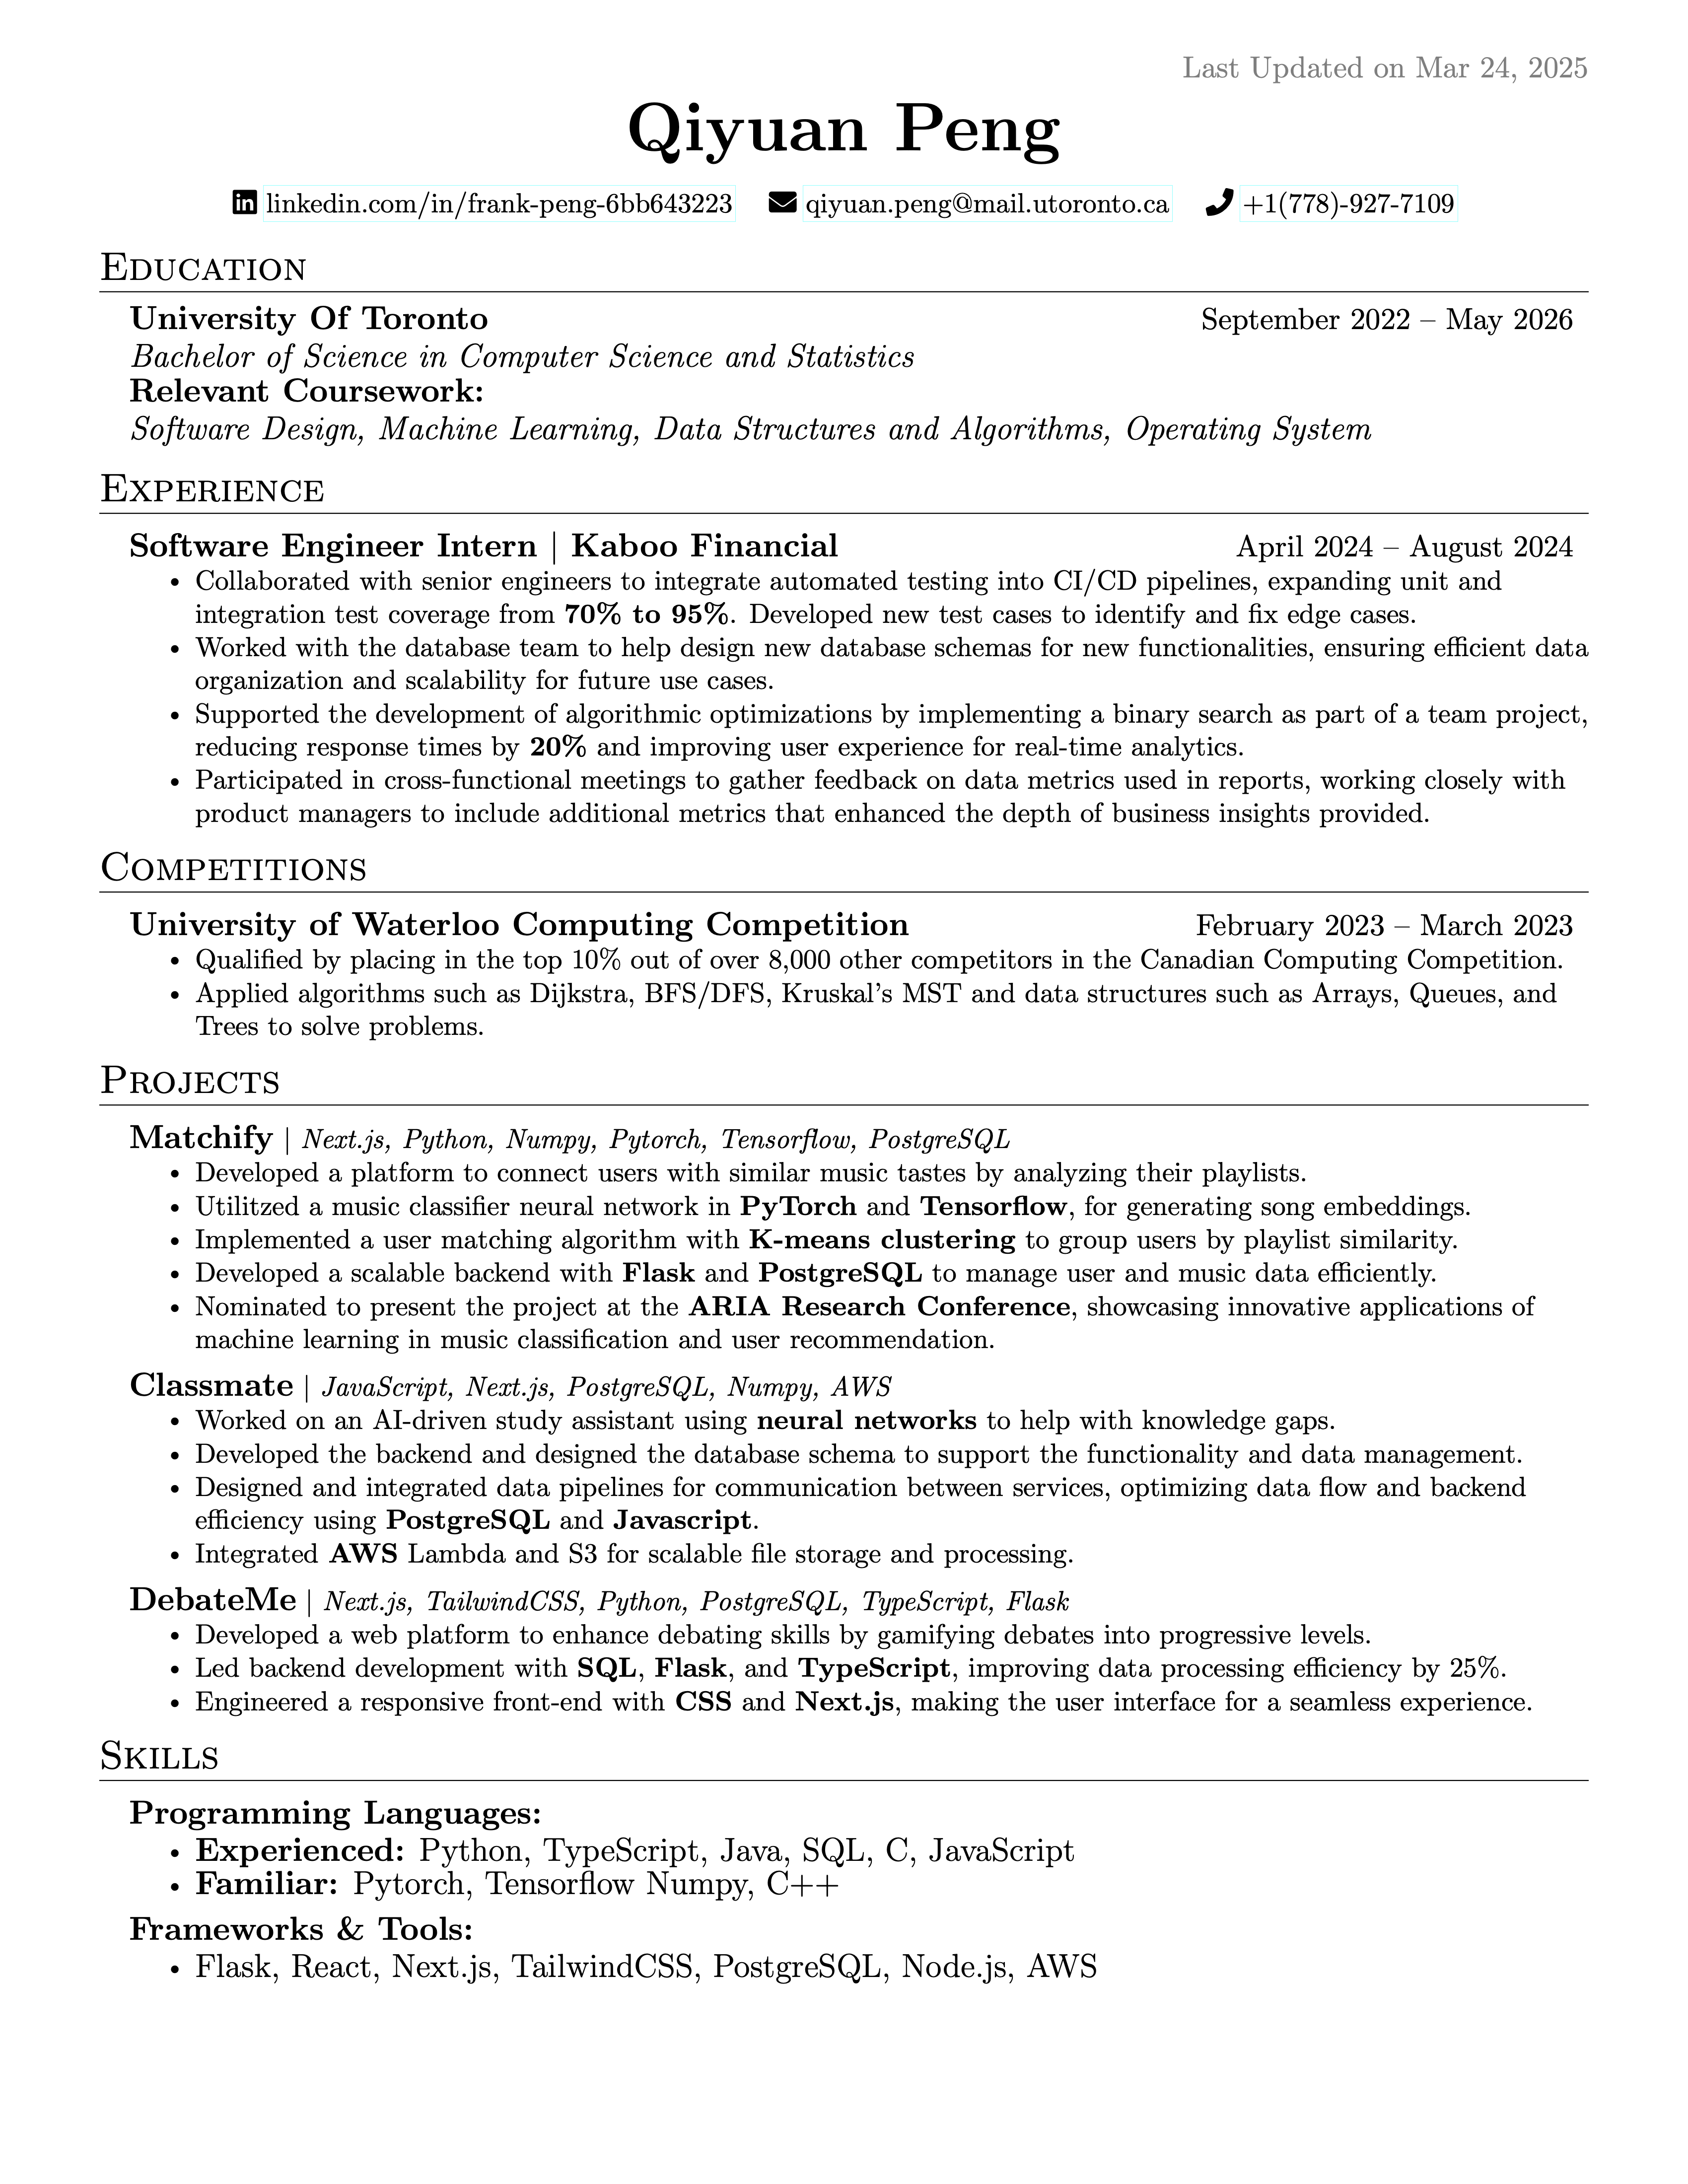 Last Updated on Mar 24, 2025
Qiyuan Peng
linkedin.com/in/frank-peng-6bb643223 qiyuan.peng@mail.utoronto.ca +1(778)-927-7109
Education
University Of Toronto September 2022 – May 2026
Bachelor of Science in Computer Science and Statistics
Relevant Coursework:
Software Design, Machine Learning, Data Structures and Algorithms, Operating System
Experience
Software Engineer Intern | Kaboo Financial April 2024 – August 2024
• Collaborated with senior engineers to integrate automated testing into CI/CD pipelines, expanding unit and
integration test coverage from 70% to 95%. Developed new test cases to identify and fix edge cases.
• Worked with the database team to help design new database schemas for new functionalities, ensuring efficient data
organization and scalability for future use cases.
• Supported the development of algorithmic optimizations by implementing a binary search as part of a team project,
reducing response times by 20% and improving user experience for real-time analytics.
• Participated in cross-functional meetings to gather feedback on data metrics used in reports, working closely with
product managers to include additional metrics that enhanced the depth of business insights provided.
Competitions
University of Waterloo Computing Competition February 2023 – March 2023
• Qualified by placing in the top 10% out of over 8,000 other competitors in the Canadian Computing Competition.
• Applied algorithms such as Dijkstra, BFS/DFS, Kruskal's MST and data structures such as Arrays, Queues, and
Trees to solve problems.
Projects
Matchify | Next.js, Python, Numpy, Pytorch, Tensorflow, PostgreSQL
• Developed a platform to connect users with similar music tastes by analyzing their playlists.
• Utilitzed a music classifier neural network in PyTorch and Tensorflow, for generating song embeddings.
• Implemented a user matching algorithm with K-means clustering to group users by playlist similarity.
• Developed a scalable backend with Flask and PostgreSQL to manage user and music data efficiently.
• Nominated to present the project at the ARIA Research Conference, showcasing innovative applications of
machine learning in music classification and user recommendation.
Classmate | JavaScript, Next.js, PostgreSQL, Numpy, AWS
• Worked on an AI-driven study assistant using neural networks to help with knowledge gaps.
• Developed the backend and designed the database schema to support the functionality and data management.
• Designed and integrated data pipelines for communication between services, optimizing data flow and backend
efficiency using PostgreSQL and Javascript.
• Integrated AWS Lambda and S3 for scalable file storage and processing.
DebateMe | Next.js, TailwindCSS, Python, PostgreSQL, TypeScript, Flask
• Developed a web platform to enhance debating skills by gamifying debates into progressive levels.
• Led backend development with SQL, Flask, and TypeScript, improving data processing efficiency by 25%.
• Engineered a responsive front-end with CSS and Next.js, making the user interface for a seamless experience.
Skills
Programming Languages:
• Experienced: Python, TypeScript, Java, SQL, C, JavaScript
• Familiar: Pytorch, Tensorflow Numpy, C++
Frameworks & Tools:
• Flask, React, Next.js, TailwindCSS, PostgreSQL, Node.js, AWS